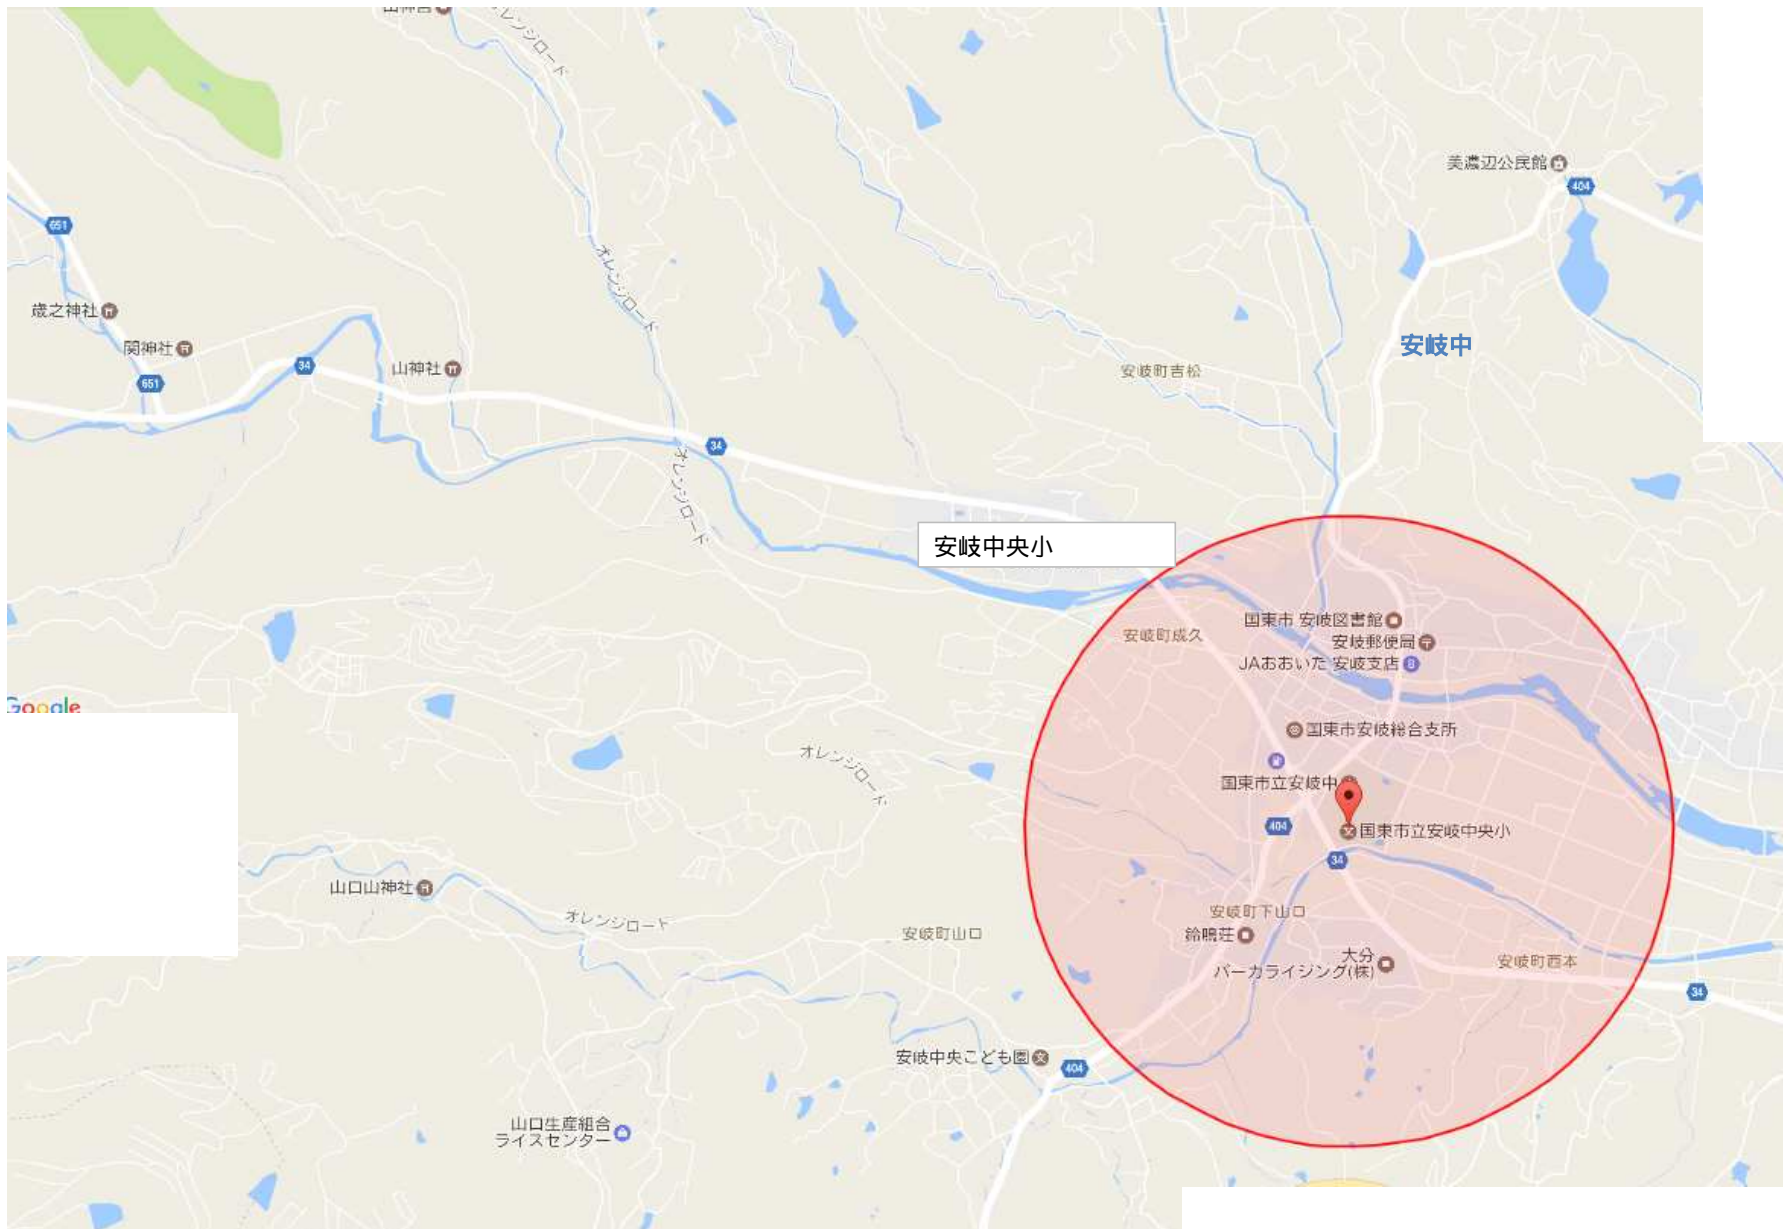 山神宮
オレンジロード
美濃辺公民館
404
651
オレンジロード
歳之神社
関神社
安岐中
34
山神社
安岐町吉松
651
34
オレンジロード
安岐中央小
国東市 安岐図書館
安岐町成久
安岐郵便局
JAおおいた 安岐支店
Google
国東市安岐総合支所
オレンジロード
国東市立安岐中
404
国東市立安岐中央小
34
山口山神社
安岐町下山口
オレンジロード
安岐町山口
鈴鳴荘
大分
パーカライジング(株)
安岐町西本
34
安岐中央こども園
404
山口生産組合
ライスセンター